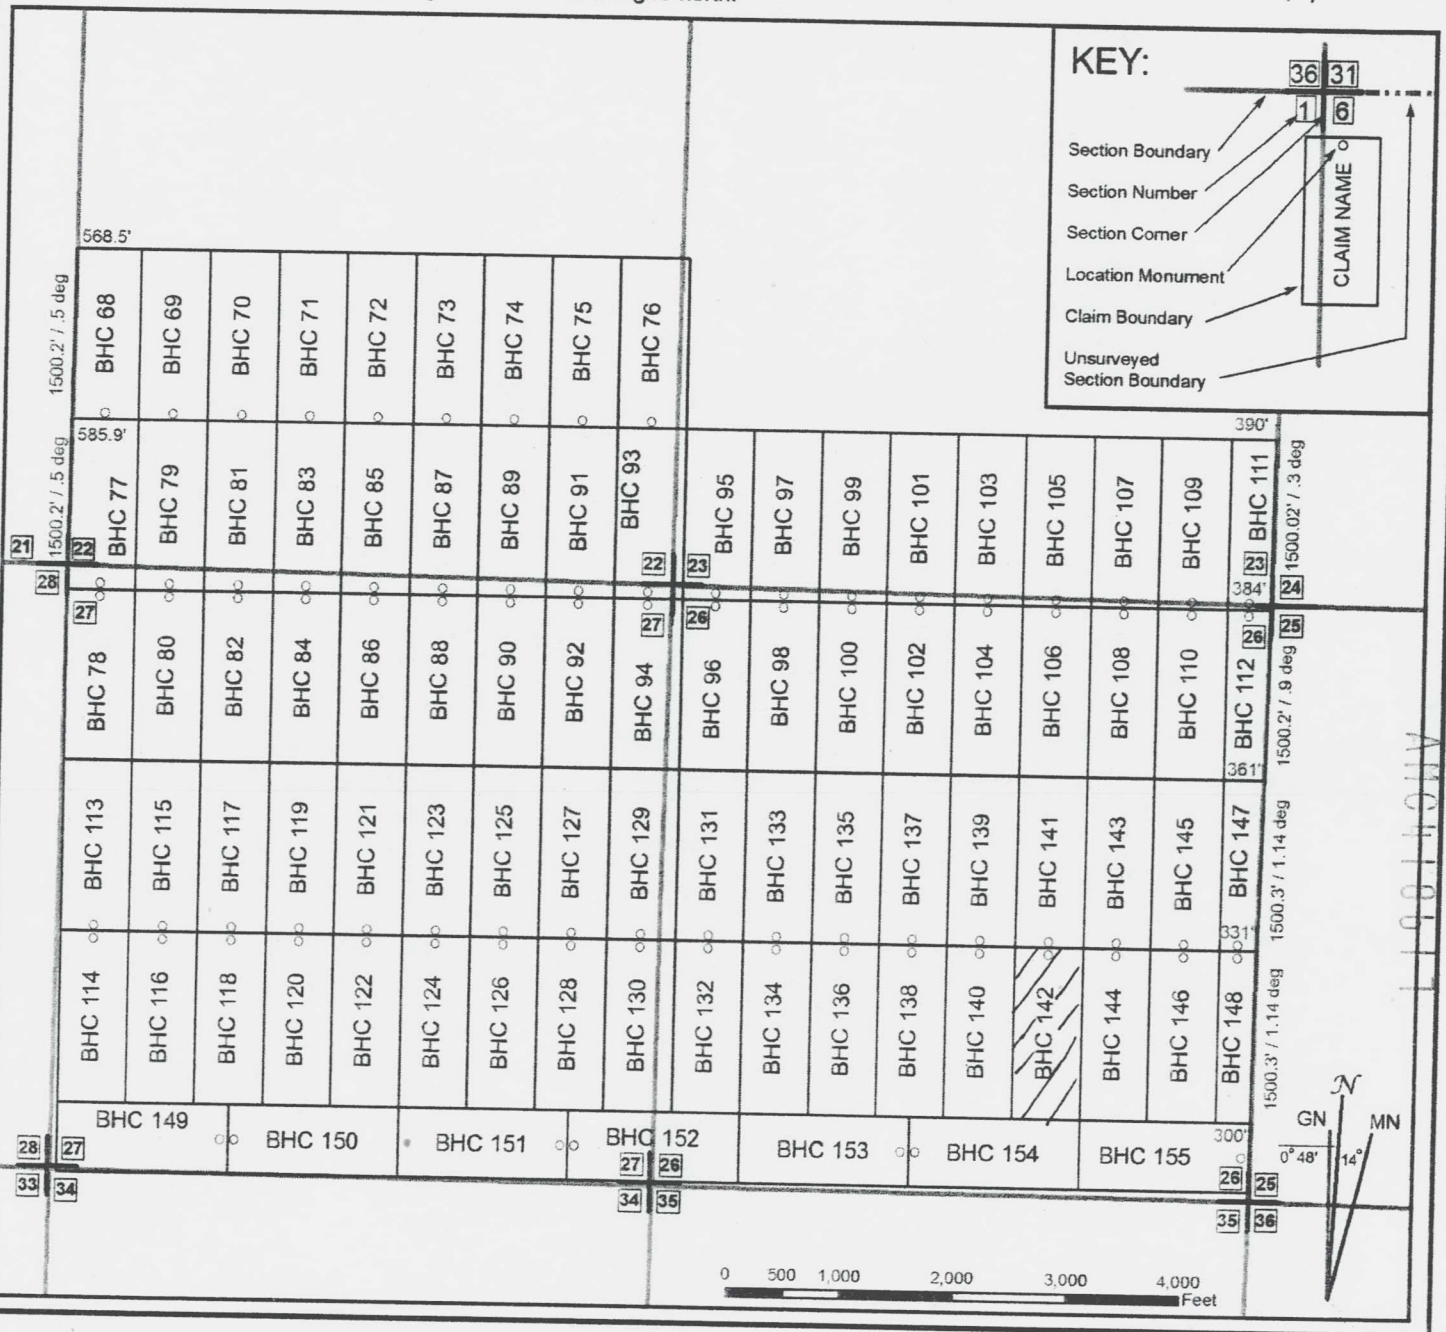 KEY:
36 31
1 6
Section Boundary
Section Number
Section Corner
Location Monument
Claim Boundary
Unsurveyed
Section Boundary
CLAIM NAME
568.5'
1500.2' / .5 deg
BHC 68 BHC 69 BHC 70 BHC 71 BHC 72 BHC 73 BHC 74 BHC 75 BHC 76
390'
585.9'
1500.2' / .5 deg
BHC 77 BHC 79 BHC 81 BHC 83 BHC 85 BHC 87 BHC 89 BHC 91 BHC 93 BHC 95 BHC 97 BHC 99 BHC 101 BHC 103 BHC 105 BHC 107 BHC 109 BHC 111
1500.02' / .3 deg
21 22 22 23 23 24
28 27 27 26 26 25
384'
BHC 78 BHC 80 BHC 82 BHC 84 BHC 86 BHC 88 BHC 90 BHC 92 BHC 94 BHC 96 BHC 98 BHC 100 BHC 102 BHC 104 BHC 106 BHC 108 BHC 110 BHC 112
1500.2' / .9 deg
361'
BHC 113 BHC 115 BHC 117 BHC 119 BHC 121 BHC 123 BHC 125 BHC 127 BHC 129 BHC 131 BHC 133 BHC 135 BHC 137 BHC 139 BHC 141 BHC 143 BHC 145 BHC 147
1500.3' / 1.14 deg
331'
BHC 114 BHC 116 BHC 118 BHC 120 BHC 122 BHC 124 BHC 126 BHC 128 BHC 130 BHC 132 BHC 134 BHC 136 BHC 138 BHC 140 BHC 142 BHC 144 BHC 146 BHC 148
1500.3' / 1.14 deg
BHC 149 BHC 150 BHC 151 BHC 152 BHC 153 BHC 154 BHC 155
300'
28 27 27 26 26 25
33 34 34 35 35 36
N
GN MN
0° 48' 14°
0 500 1,000 2,000 3,000 4,000
Feet